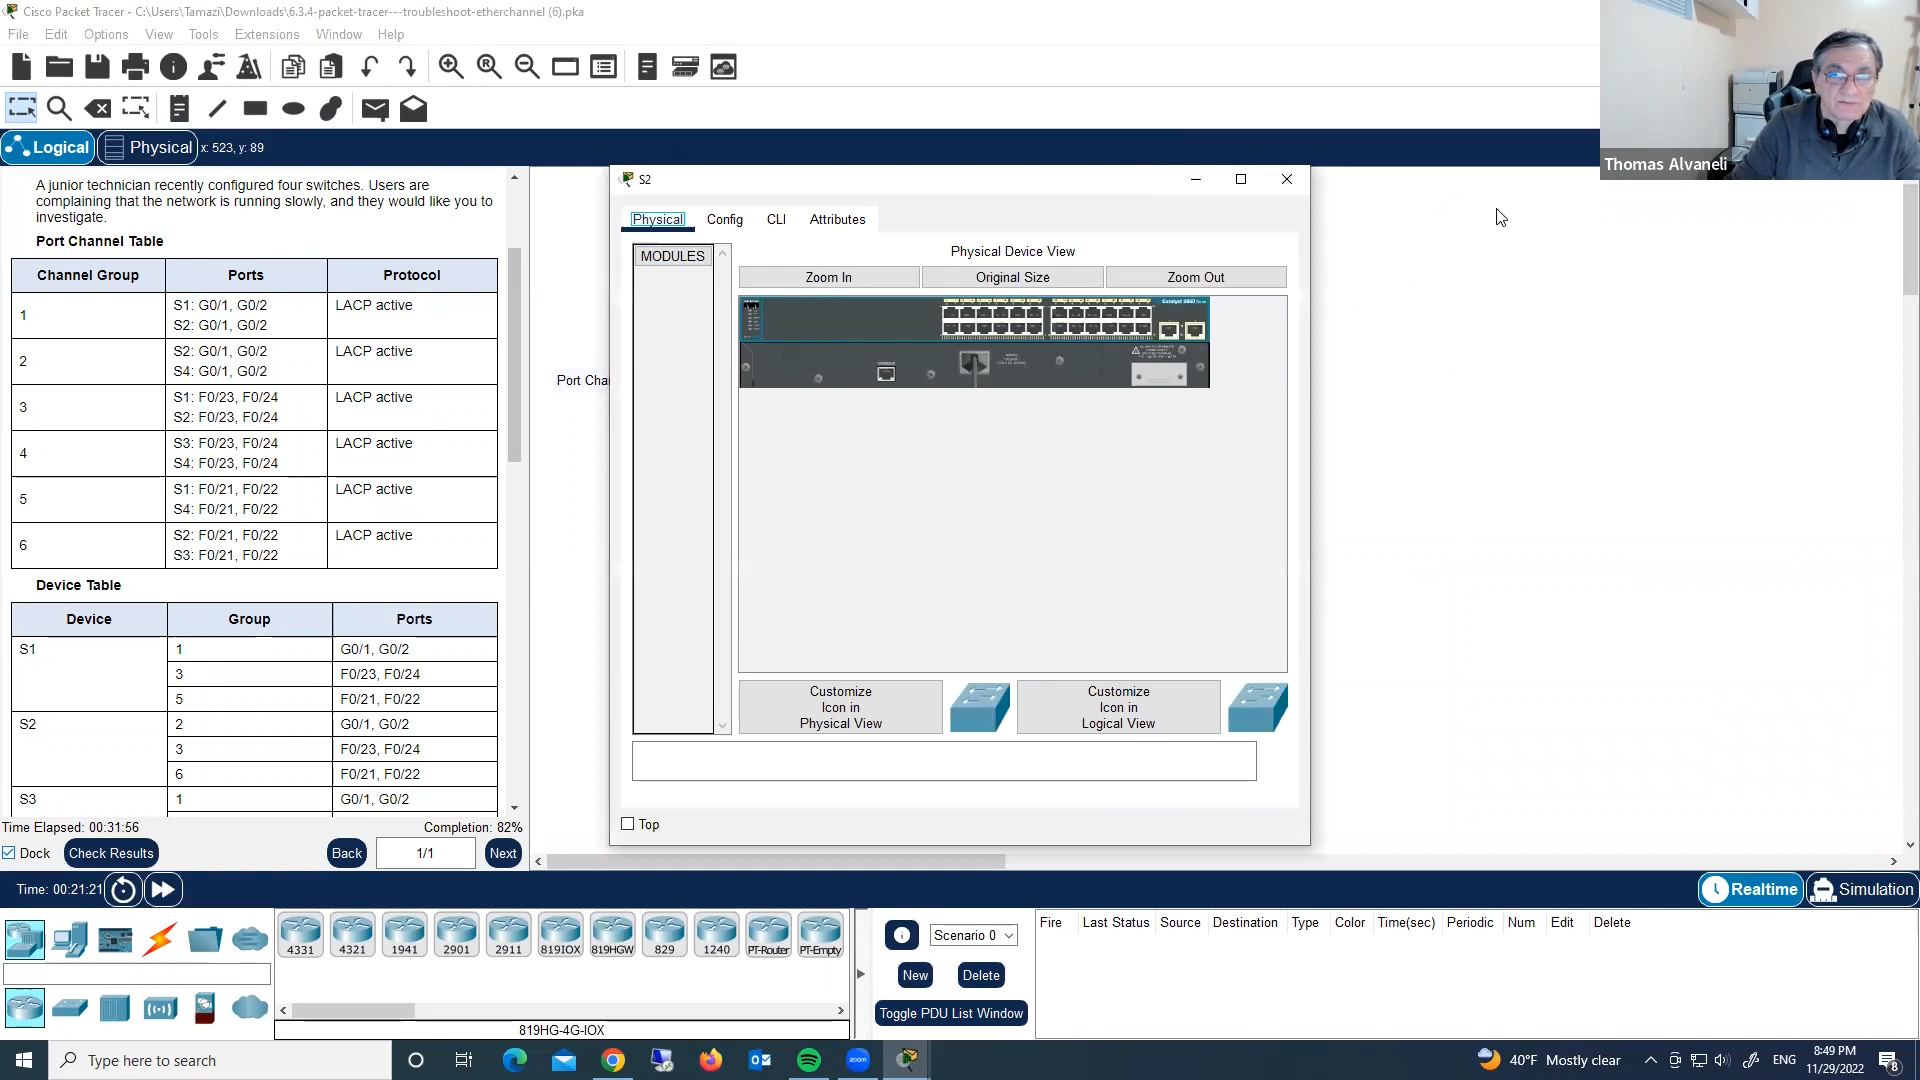 Cisco Packet Tracer - C:\Users\Tamazi\Downloads\6.3.4-packet-tracer---troubleshoot-etherchannel (6).pka
File Edit Options View Tools Extensions Window Help
Thomas Alvaneli
Logical Physical x: 523, y: 89
A junior technician recently configured four switches. Users are
complaining that the network is running slowly, and they would like you to
investigate.
Port Channel Table
Channel Group Ports Protocol
1 S1: G0/1, G0/2 LACP active
S2: G0/1, G0/2
2 S2: G0/1, G0/2 LACP active
S4: G0/1, G0/2
3 S1: F0/23, F0/24 LACP active
S2: F0/23, F0/24
4 S3: F0/23, F0/24 LACP active
S4: F0/23, F0/24
5 S1: F0/21, F0/22 LACP active
S4: F0/21, F0/22
6 S2: F0/21, F0/22 LACP active
S3: F0/21, F0/22
Device Table
Device Group Ports
S1 1 G0/1, G0/2
3 F0/23, F0/24
5 F0/21, F0/22
S2 2 G0/1, G0/2
3 F0/23, F0/24
6 F0/21, F0/22
S3 1 G0/1, G0/2
Time Elapsed: 00:31:56 Completion: 82%
Dock Check Results Back 1/1 Next
Port Cha
S2
Physical Config CLI Attributes
MODULES
Physical Device View
Zoom In Original Size Zoom Out
Catalyst 2960
CONSOLE
Customize
Icon in
Physical View
Customize
Icon in
Logical View
Top
Time: 00:21:21
Realtime Simulation
4331 4321 1941 2901 2911 819IOX 819HGW 829 1240 PT-Router PT-Empty
819HG-4G-IOX
Scenario 0
New Delete
Toggle PDU List Window
Fire Last Status Source Destination Type Color Time(sec) Periodic Num Edit Delete
Type here to search
zoom
40°F Mostly clear
ENG
8:49 PM
11/29/2022
8